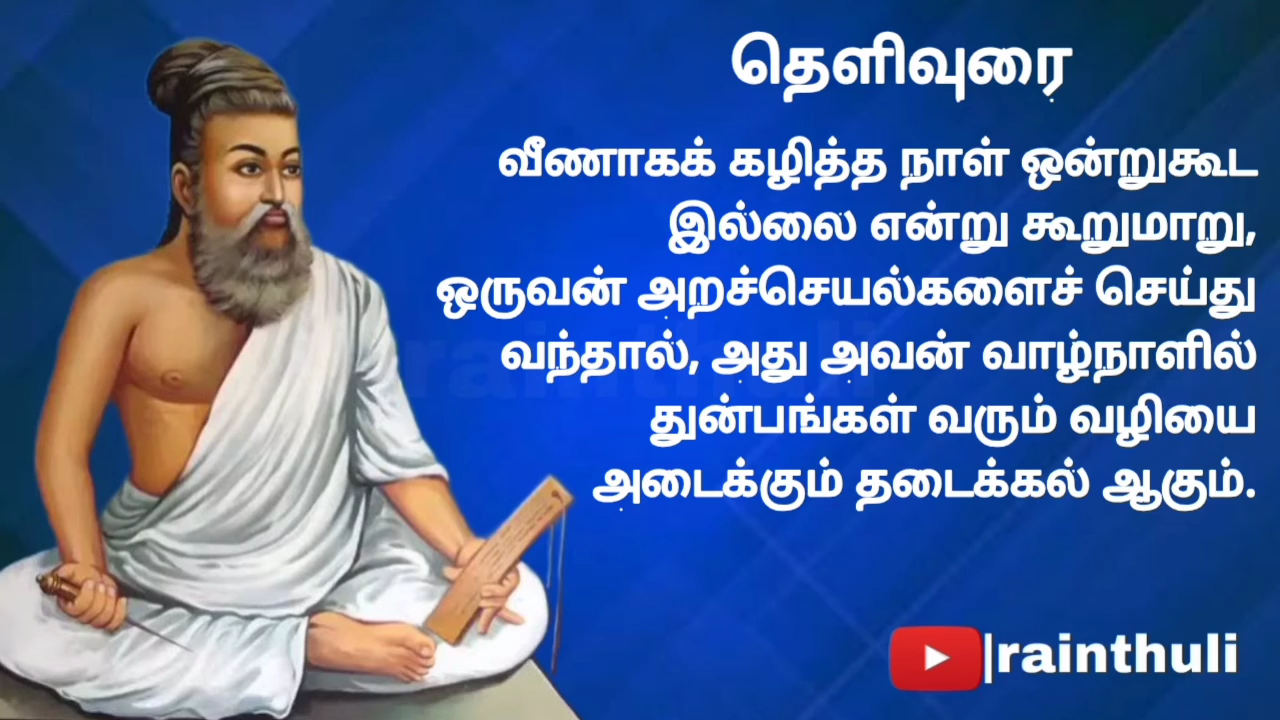 தெளிவுரை
வீணாகக் கழித்த நாள் ஒன்றுகூட
இல்லை என்று கூறுமாறு,
ஒருவன் அறச்செயல்களைச் செய்து
வந்தால், அது அவன் வாழ்நாளில்
துன்பங்கள் வரும் வழியை
அடைக்கும் தடைக்கல் ஆகும்.
rainthuli
|rainthuli